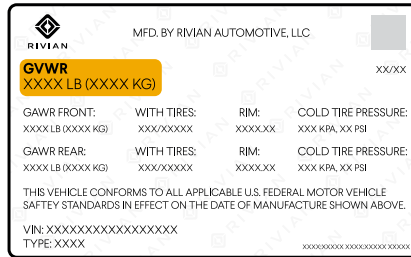 RIVIAN
MFD. BY RIVIAN AUTOMOTIVE, LLC
GVWR
XXXX LB (XXXX KG)
XX/XX
GAWR FRONT: WITH TIRES: RIM: COLD TIRE PRESSURE:
XXXX LB (XXXX KG) XXX/XXXXX XXXX.XX XXX KPA, XX PSI
GAWR REAR: WITH TIRES: RIM: COLD TIRE PRESSURE:
XXXX LB (XXXX KG) XXX/XXXXX XXXX.XX XXX KPA, XX PSI
THIS VEHICLE CONFORMS TO ALL APPLICABLE U.S. FEDERAL MOTOR VEHICLE
SAFTEY STANDARDS IN EFFECT ON THE DATE OF MANUFACTURE SHOWN ABOVE.
VIN: XXXXXXXXXXXXXXXXX
TYPE: XXXX